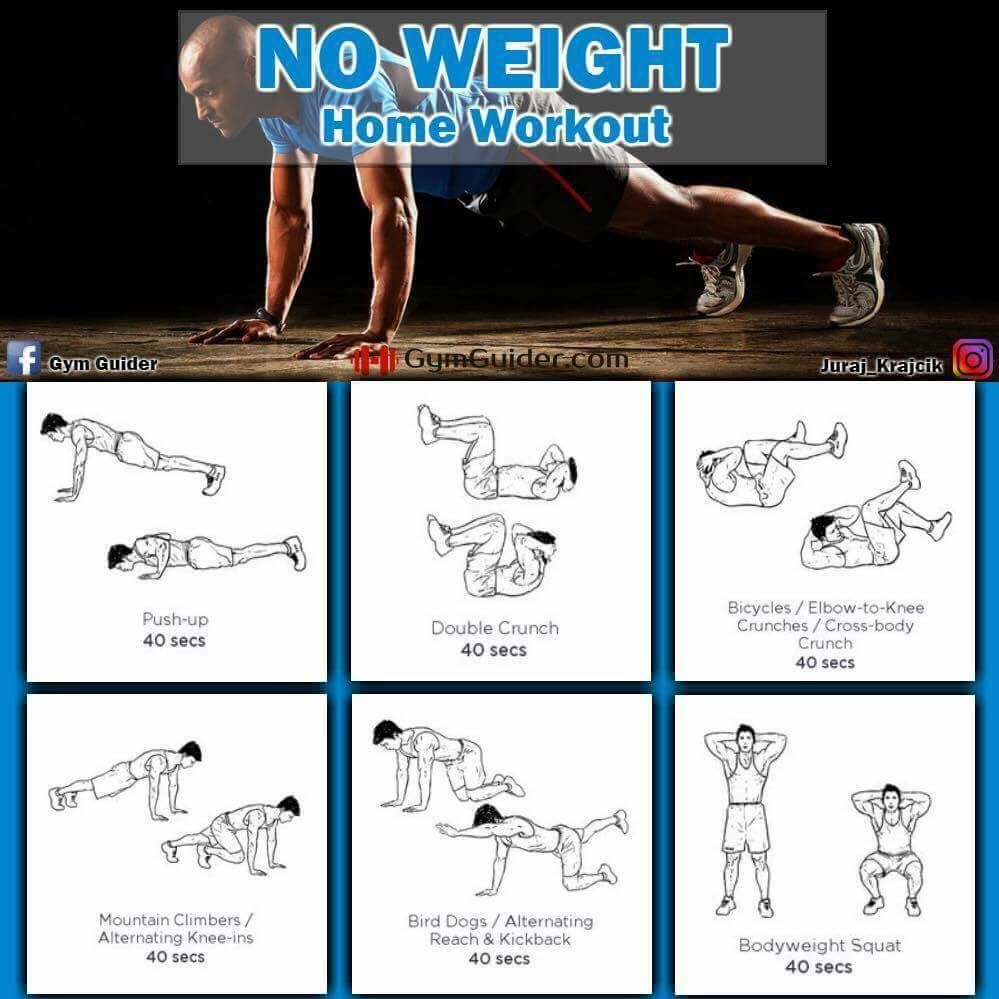 NO WEIGHT
Home Workout
Gym Guider
GymGuider.com
Juraj_Krajcik
Push-up
40 secs
Double Crunch
40 secs
Bicycles / Elbow-to-Knee
Crunches / Cross-body
Crunch
40 secs
Mountain Climbers /
Alternating Knee-ins
40 secs
Bird Dogs / Alternating
Reach & Kickback
40 secs
Bodyweight Squat
40 secs